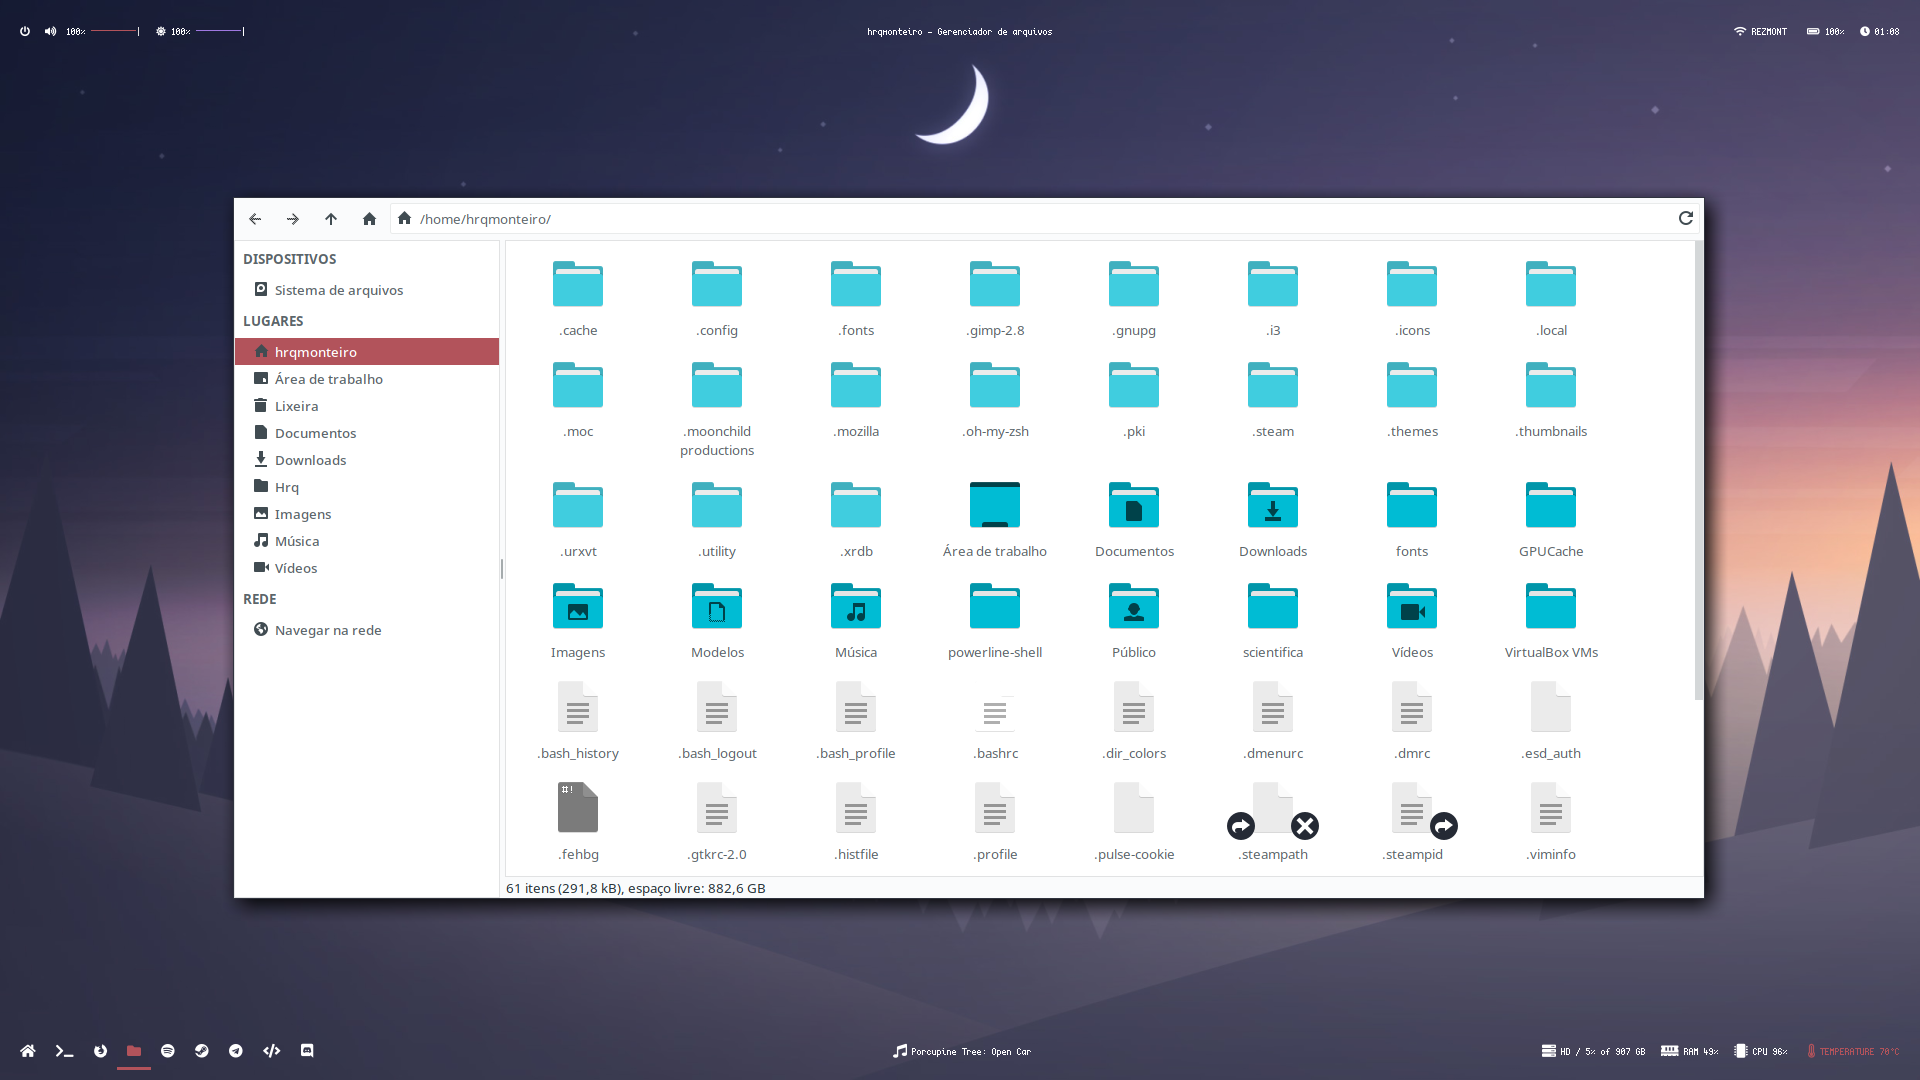 100% 100% hrqmonteiro - Gerenciador de arquivos REZMONT 100% 01:08
/home/hrqmonteiro/
DISPOSITIVOS
Sistema de arquivos
LUGARES
hrqmonteiro
Área de trabalho
Lixeira
Documentos
Downloads
Hrq
Imagens
Música
Vídeos
REDE
Navegar na rede
.cache .config .fonts .gimp-2.8 .gnupg .i3 .icons .local
.moc .moonchild productions .mozilla .oh-my-zsh .pki .steam .themes .thumbnails
.urxvt .utility .xrdb Área de trabalho Documentos Downloads fonts GPUCache
Imagens Modelos Música powerline-shell Público scientifica Vídeos VirtualBox VMs
.bash_history .bash_logout .bash_profile .bashrc .dir_colors .dmenurc .dmrc .esd_auth
#!
.fehbg .gtkrc-2.0 .histfile .profile .pulse-cookie .steampath .steampid .viminfo
61 itens (291,8 kB), espaço livre: 882,6 GB
Porcupine Tree: Open Car HD / 5% of 907 GB RAM 49% CPU 96% TEMPERATURE 70°C